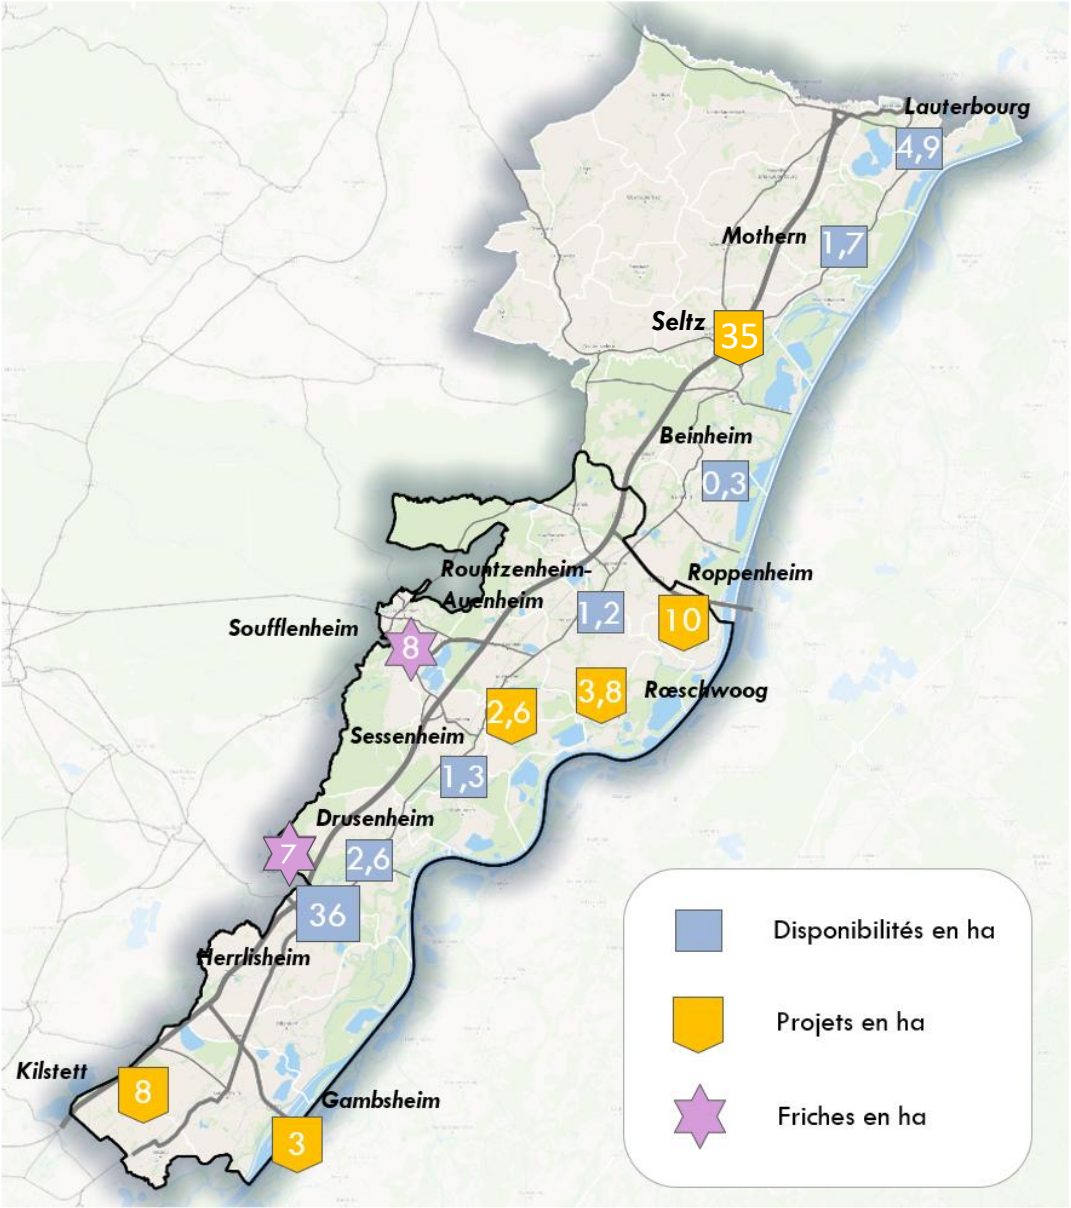 Lauterbourg
4,9
Mothern
1,7
Seltz
35
Beinheim
0,3
Rountzenheim-
Auenheim
Roppenheim
1,2
10
Soufflenheim
8
3,8
Rœschwoog
2,6
Sessenheim
1,3
Drusenheim
7
2,6
36
Herrlisheim
Kilstett
8
Gambsheim
3
Disponibilités en ha
Projets en ha
Friches en ha